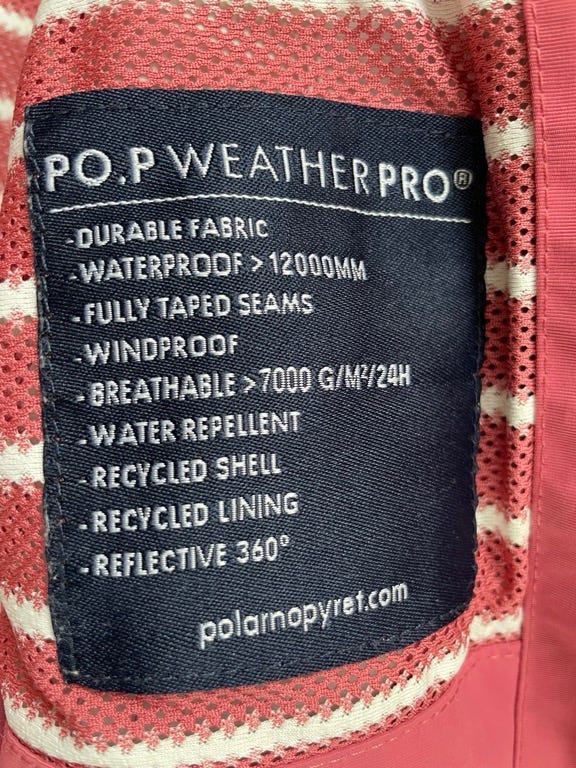 PO.P WEATHERPRO®
-DURABLE FABRIC
-WATERPROOF > 12000MM
-FULLY TAPED SEAMS
-WINDPROOF
-BREATHABLE >7000 G/M²/24H
-WATER REPELLENT
-RECYCLED SHELL
-RECYCLED LINING
-REFLECTIVE 360°
polarnopyret.com